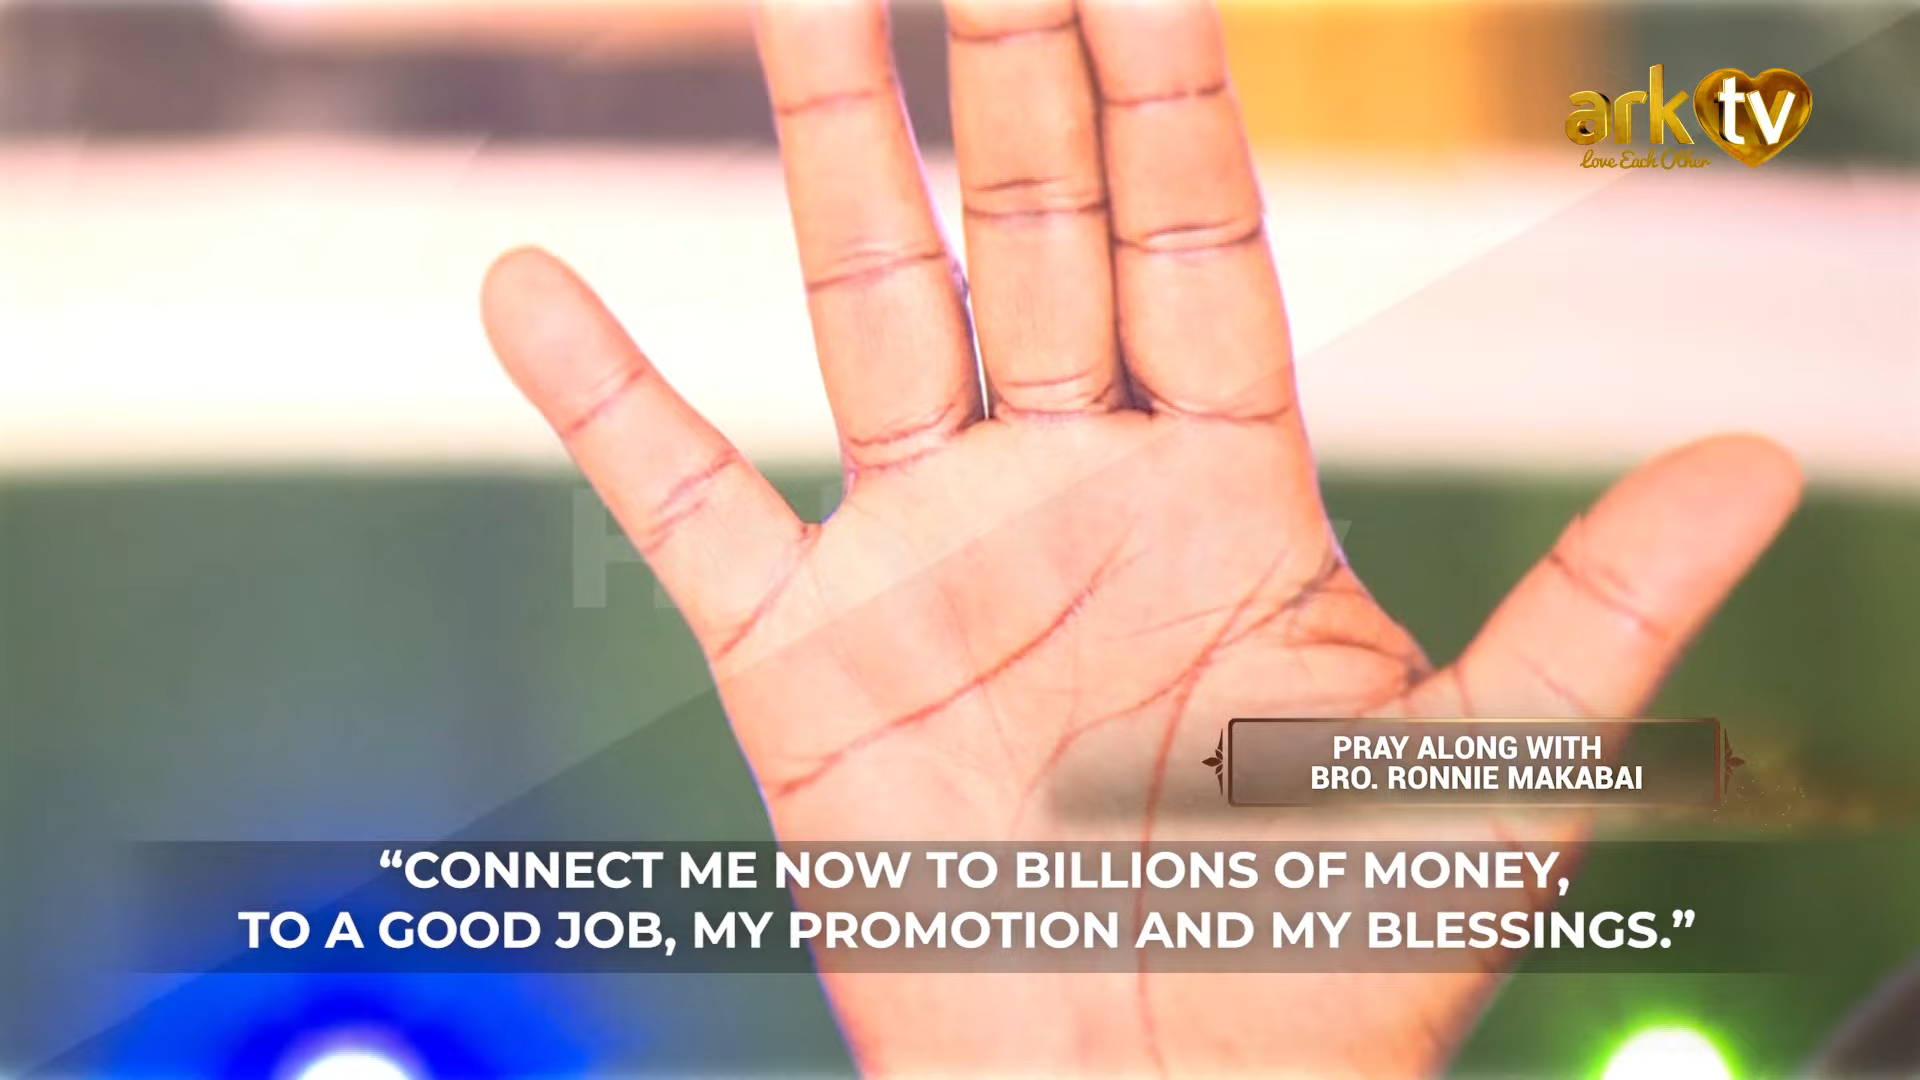 ark tv
Love Each Other
PRAY ALONG WITH
BRO. RONNIE MAKABAI
“CONNECT ME NOW TO BILLIONS OF MONEY,
TO A GOOD JOB, MY PROMOTION AND MY BLESSINGS.”